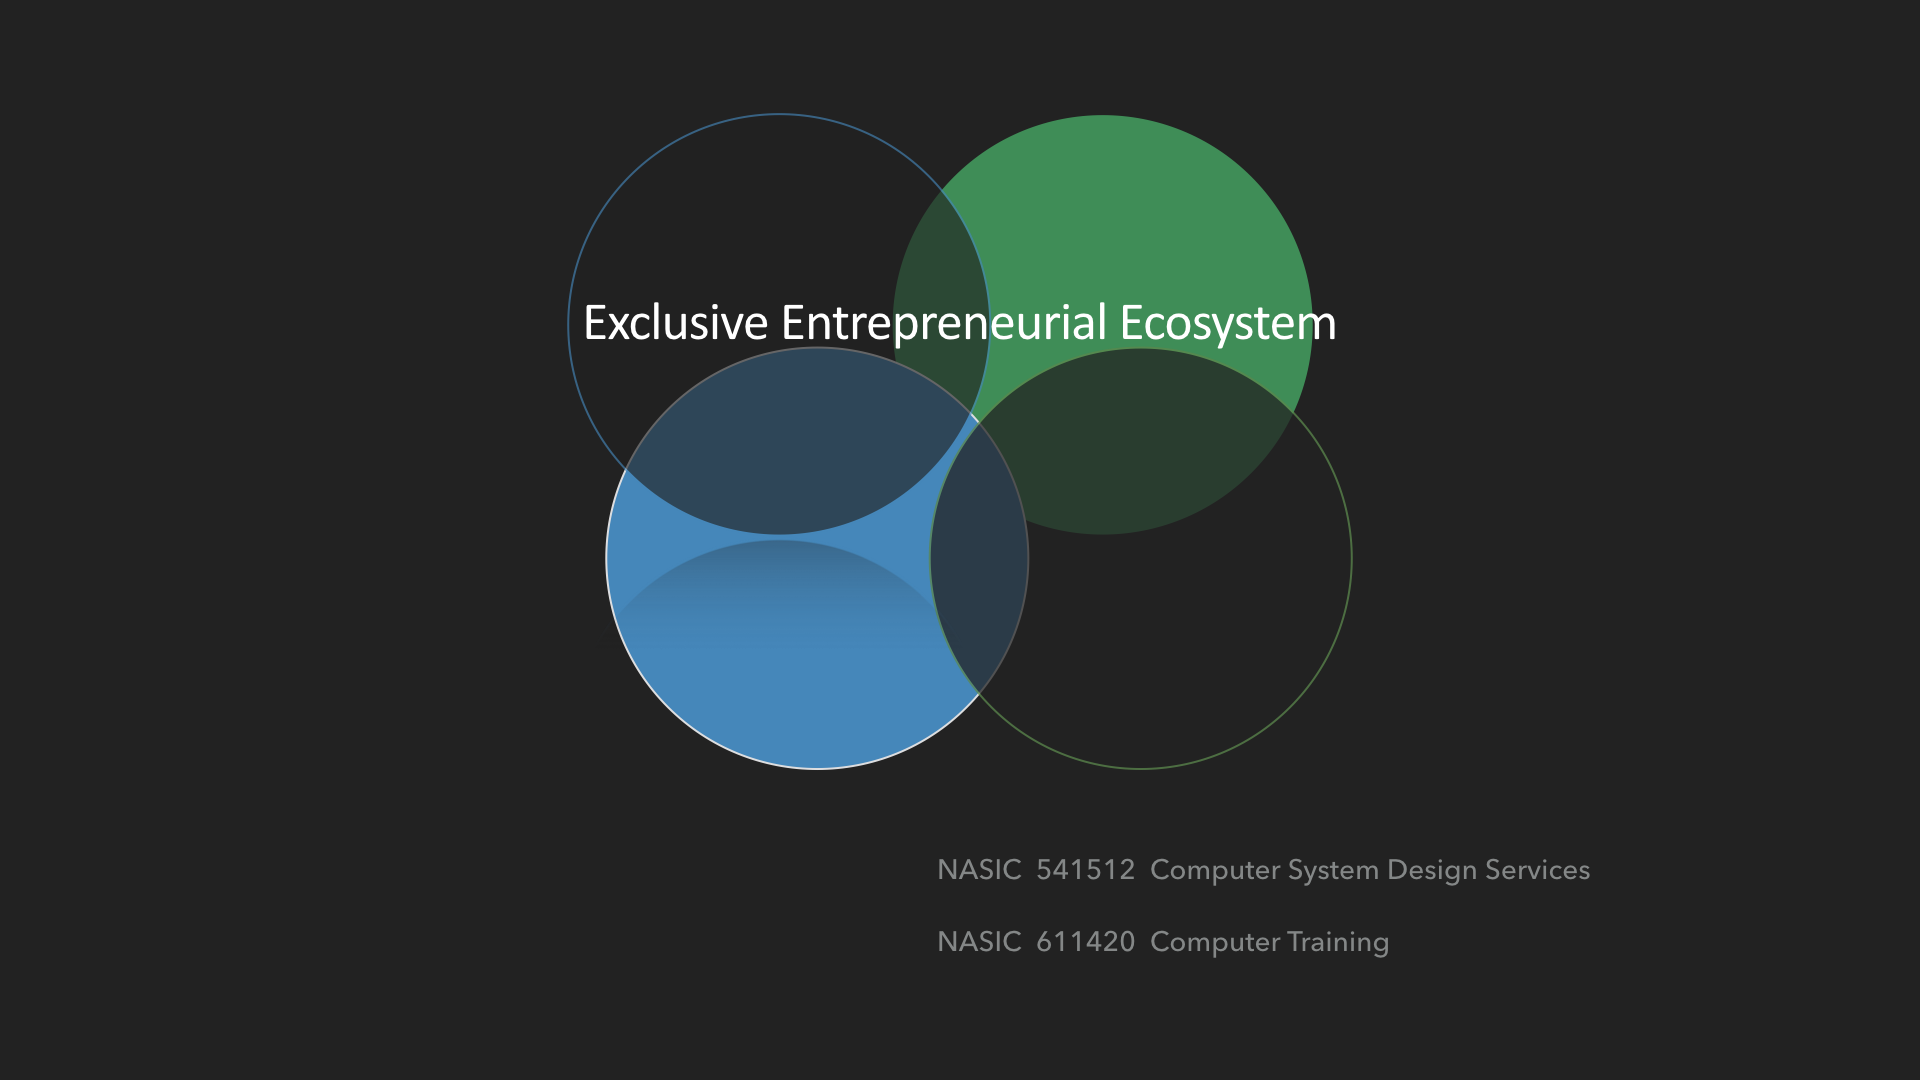 Exclusive Entrepreneurial Ecosystem
NASIC 541512 Computer System Design Services
NASIC 611420 Computer Training